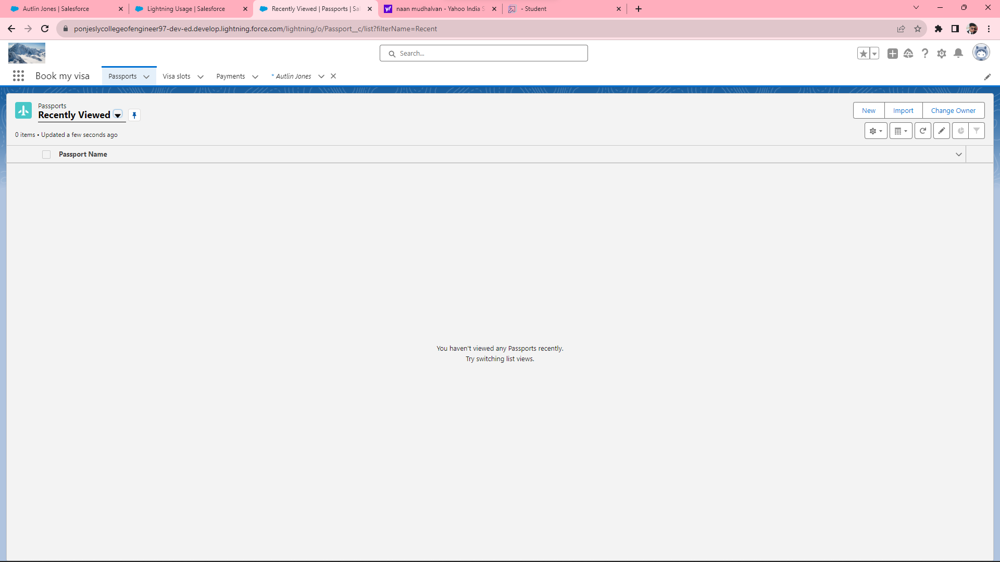 Autlin Jones | Salesforce
Lightning Usage | Salesforce
Recently Viewed | Passports | Sal
naan mudhalvan - Yahoo India S
- Student
ponjeslycollegeofengineer97-dev-ed.develop.lightning.force.com/lightning/o/Passport__c/list?filterName=Recent
Search...
Book my visa
Passports
Visa slots
Payments
* Autlin Jones
Passports
Recently Viewed
New
Import
Change Owner
0 items • Updated a few seconds ago
Passport Name
You haven't viewed any Passports recently.
Try switching list views.